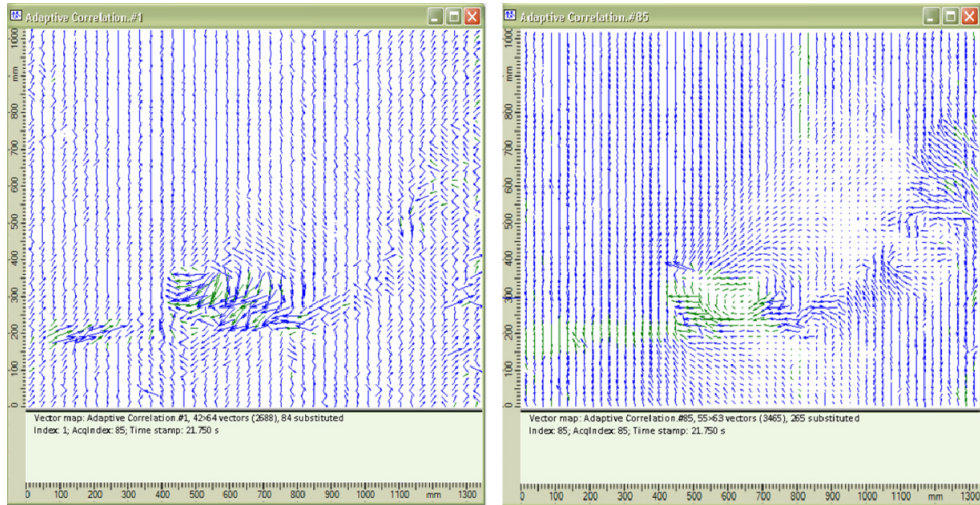 Adaptive Correlation.#1
1000
mm
800
700
600
500
400
300
200
100
0
Vector map: Adaptive Correlation.#1, 42×64 vectors (2688), 84 substituted
Index: 1; AcqIndex: 85; Time stamp: 21.750 s
0 100 200 300 400 500 600 700 800 900 1000 1100 mm 1300
Adaptive Correlation.#85
1000
mm
800
700
600
500
400
300
200
100
0
Vector map: Adaptive Correlation.#85, 55×63 vectors (3465), 265 substituted
Index: 85; AcqIndex: 85; Time stamp: 21.750 s
0 100 200 300 400 500 600 700 800 900 1000 1100 mm 1300